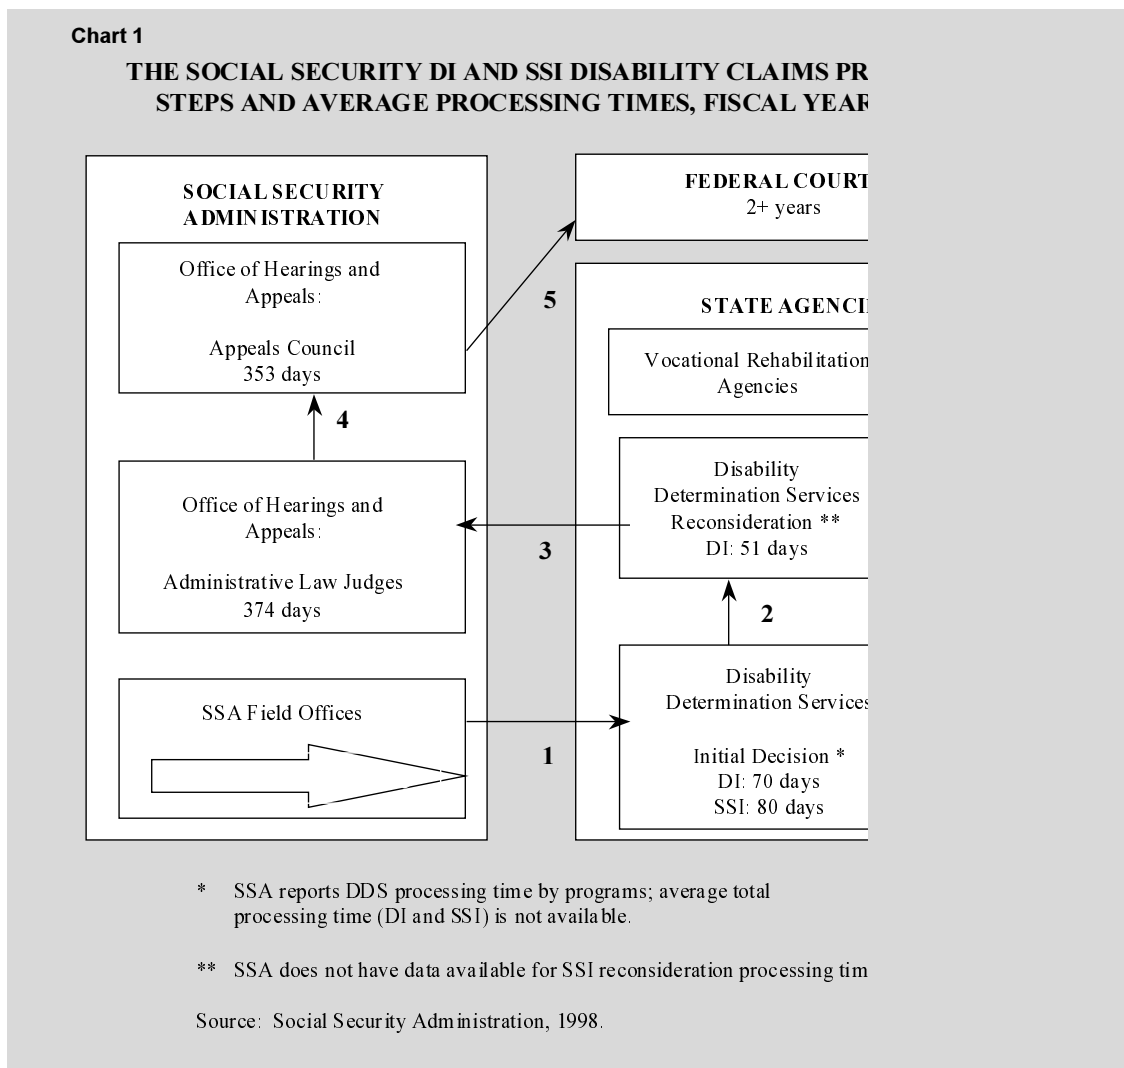 Chart 1
THE SOCIAL SECURITY DI AND SSI DISABILITY CLAIMS PR
STEPS AND AVERAGE PROCESSING TIMES, FISCAL YEAR
SOCIAL SECURITY
ADMINISTRATION
Office of Hearings and
Appeals:
Appeals Council
353 days
4
Office of Hearings and
Appeals:
Administrative Law Judges
374 days
SSA Field Offices
5
3
1
FEDERAL COURT
2+ years
STATE AGENCI
Vocational Rehabilitation
Agencies
Disability
Determination Services
Reconsideration **
DI: 51 days
2
Disability
Determination Services
Initial Decision *
DI: 70 days
SSI: 80 days
* SSA reports DDS processing time by programs; average total
processing time (DI and SSI) is not available.
** SSA does not have data available for SSI reconsideration processing tim
Source: Social Security Administration, 1998.